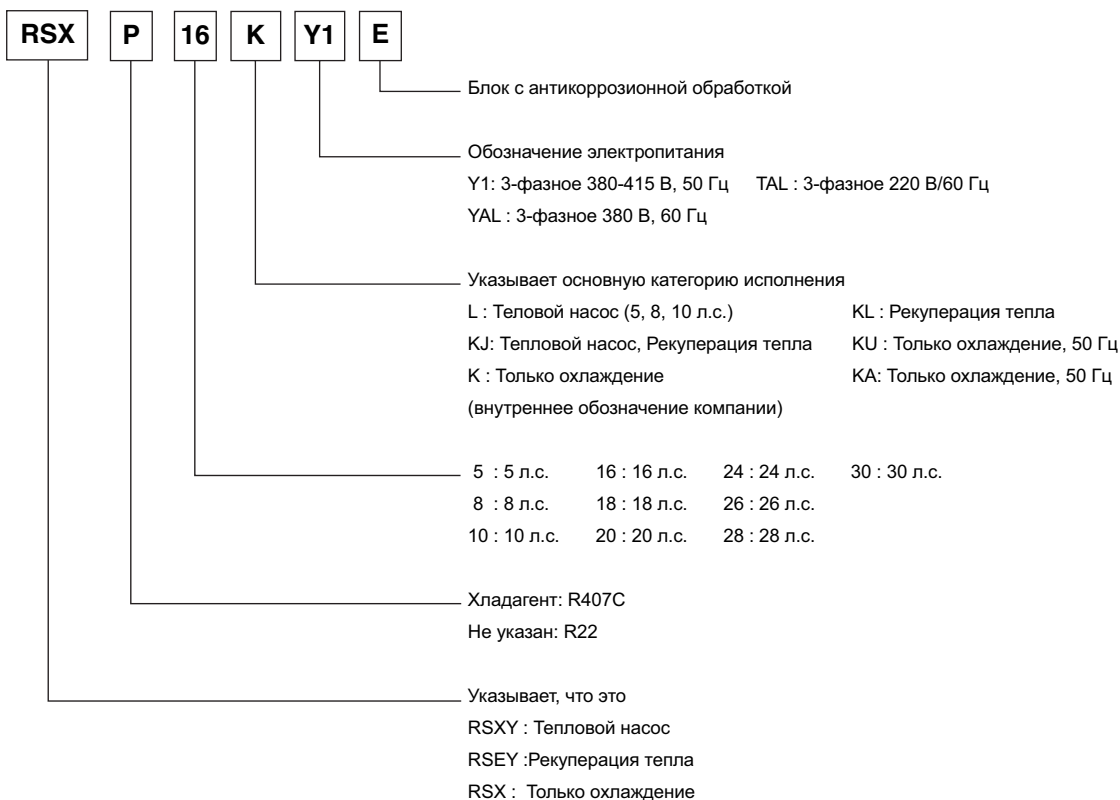 RSX P 16 K Y1 E
Блок с антикоррозионной обработкой
Обозначение электропитания
Y1: 3-фазное 380-415 В, 50 Гц TAL : 3-фазное 220 В/60 Гц
YAL : 3-фазное 380 В, 60 Гц
Указывает основную категорию исполнения
L : Теловой насос (5, 8, 10 л.с.) KL : Рекуперация тепла
KJ: Тепловой насос, Рекуперация тепла KU : Только охлаждение, 50 Гц
K : Только охлаждение KA: Только охлаждение, 50 Гц
(внутреннее обозначение компании)
5 : 5 л.с. 16 : 16 л.с. 24 : 24 л.с. 30 : 30 л.с.
8 : 8 л.с. 18 : 18 л.с. 26 : 26 л.с.
10 : 10 л.с. 20 : 20 л.с. 28 : 28 л.с.
Хладагент: R407C
Не указан: R22
Указывает, что это
RSXY : Тепловой насос
RSEY :Рекуперация тепла
RSX : Только охлаждение